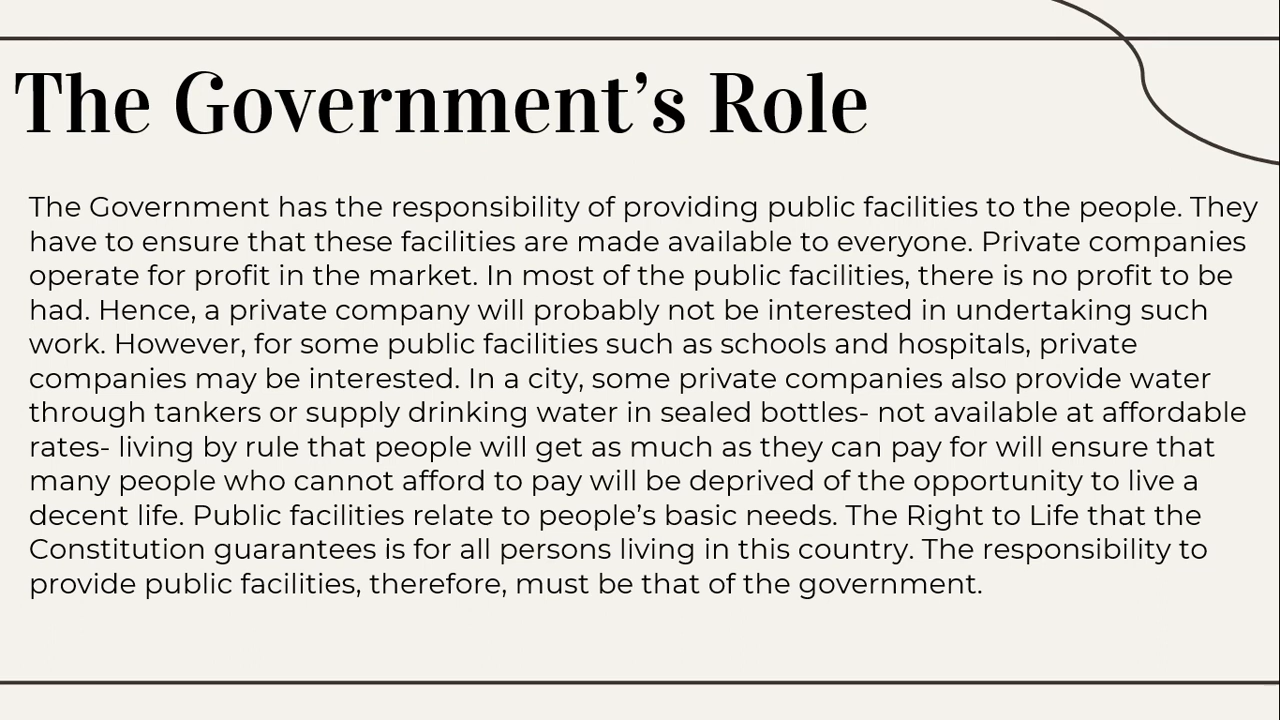 The Government’s Role
The Government has the responsibility of providing public facilities to the people. They
have to ensure that these facilities are made available to everyone. Private companies
operate for profit in the market. In most of the public facilities, there is no profit to be
had. Hence, a private company will probably not be interested in undertaking such
work. However, for some public facilities such as schools and hospitals, private
companies may be interested. In a city, some private companies also provide water
through tankers or supply drinking water in sealed bottles- not available at affordable
rates- living by rule that people will get as much as they can pay for will ensure that
many people who cannot afford to pay will be deprived of the opportunity to live a
decent life. Public facilities relate to people’s basic needs. The Right to Life that the
Constitution guarantees is for all persons living in this country. The responsibility to
provide public facilities, therefore, must be that of the government.